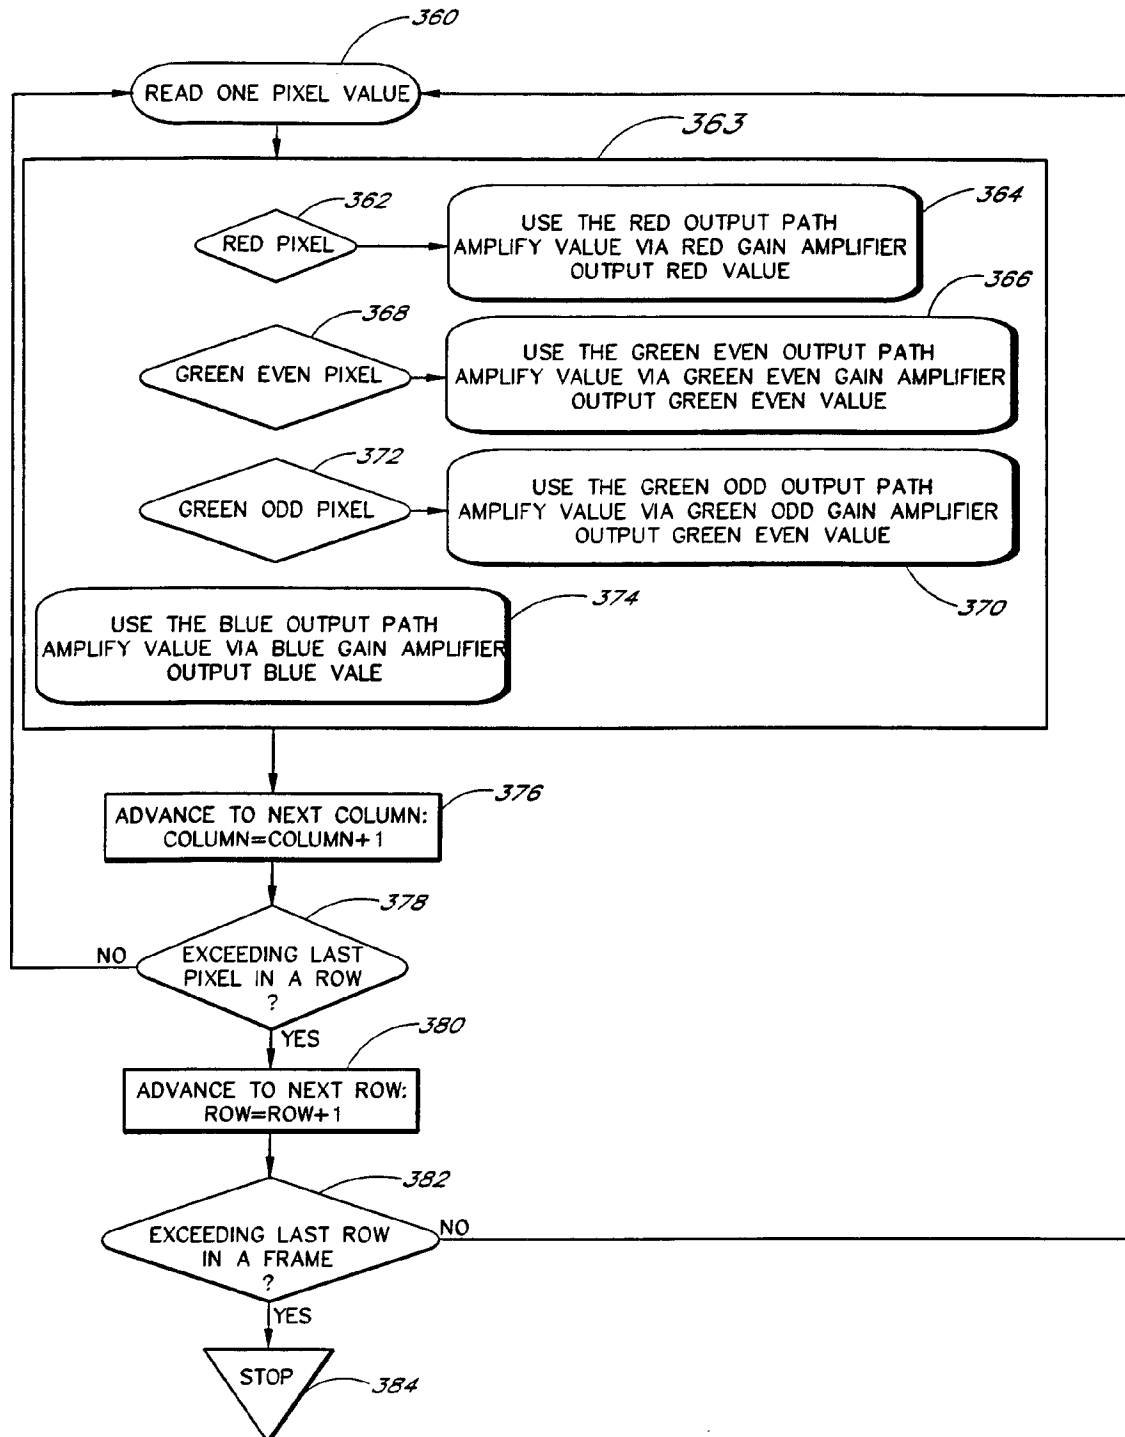 360
READ ONE PIXEL VALUE
363
362
RED PIXEL
364
USE THE RED OUTPUT PATH
AMPLIFY VALUE VIA RED GAIN AMPLIFIER
OUTPUT RED VALUE
366
368
GREEN EVEN PIXEL
USE THE GREEN EVEN OUTPUT PATH
AMPLIFY VALUE VIA GREEN EVEN GAIN AMPLIFIER
OUTPUT GREEN EVEN VALUE
372
GREEN ODD PIXEL
USE THE GREEN ODD OUTPUT PATH
AMPLIFY VALUE VIA GREEN ODD GAIN AMPLIFIER
OUTPUT GREEN EVEN VALUE
370
374
USE THE BLUE OUTPUT PATH
AMPLIFY VALUE VIA BLUE GAIN AMPLIFIER
OUTPUT BLUE VALE
376
ADVANCE TO NEXT COLUMN:
COLUMN=COLUMN+1
378
NO
EXCEEDING LAST
PIXEL IN A ROW
?
YES
380
ADVANCE TO NEXT ROW:
ROW=ROW+1
382
EXCEEDING LAST ROW
IN A FRAME
?
NO
YES
STOP
384